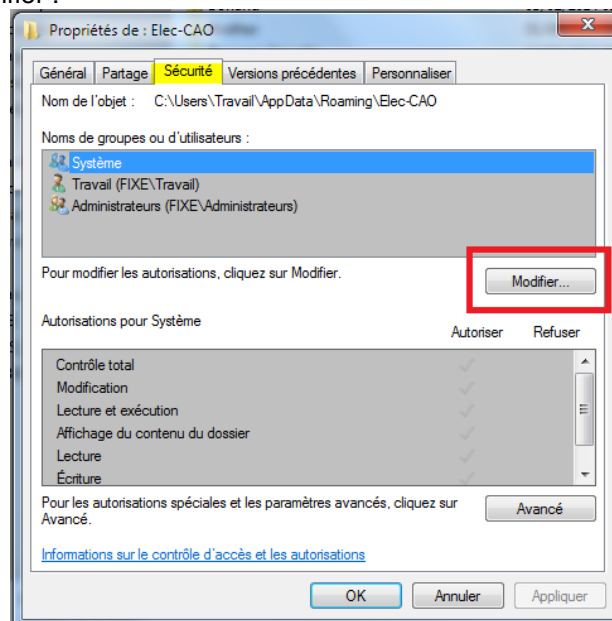 Propriétés de : Elec-CAO
Général Partage Sécurité Versions précédentes Personnaliser
Nom de l'objet : C:\Users\Travail\AppData\Roaming\Elec-CAO
Noms de groupes ou d'utilisateurs :
Système
Travail (FIXE\Travail)
Administrateurs (FIXE\Administrateurs)
Pour modifier les autorisations, cliquez sur Modifier.
Modifier...
Autorisations pour Système
Autoriser Refuser
Contrôle total
Modification
Lecture et exécution
Affichage du contenu du dossier
Lecture
Écriture
Pour les autorisations spéciales et les paramètres avancés, cliquez sur
Avancé.
Avancé
Informations sur le contrôle d'accès et les autorisations
OK Annuler Appliquer